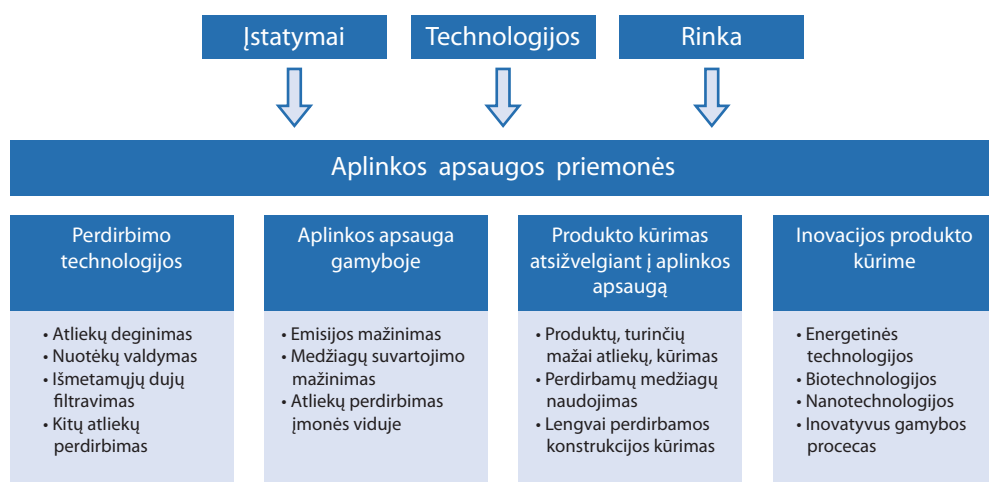 Įstatymai
Technologijos
Rinka
Aplinkos apsaugos priemonės
Perdirbimo
technologijos
• Atliekų deginimas
• Nuotėkų valdymas
• Išmetamųjų dujų
filtravimas
• Kitų atliekų
perdirbimas
Aplinkos apsauga
gamyboje
• Emisijos mažinimas
• Medžiagų suvartojimo
mažinimas
• Atliekų perdirbimas
įmonės viduje
Produkto kūrimas
atsižvelgiant į aplinkos
apsaugą
• Produktų, turinčių
mažai atliekų, kūrimas
• Perdirbamų medžiagų
naudojimas
• Lengvai perdirbamos
konstrukcijos kūrimas
Inovacijos produkto
kūrime
• Energetinės
technologijos
• Biotechnologijos
• Nanotechnologijos
• Inovatyvus gamybos
procecas